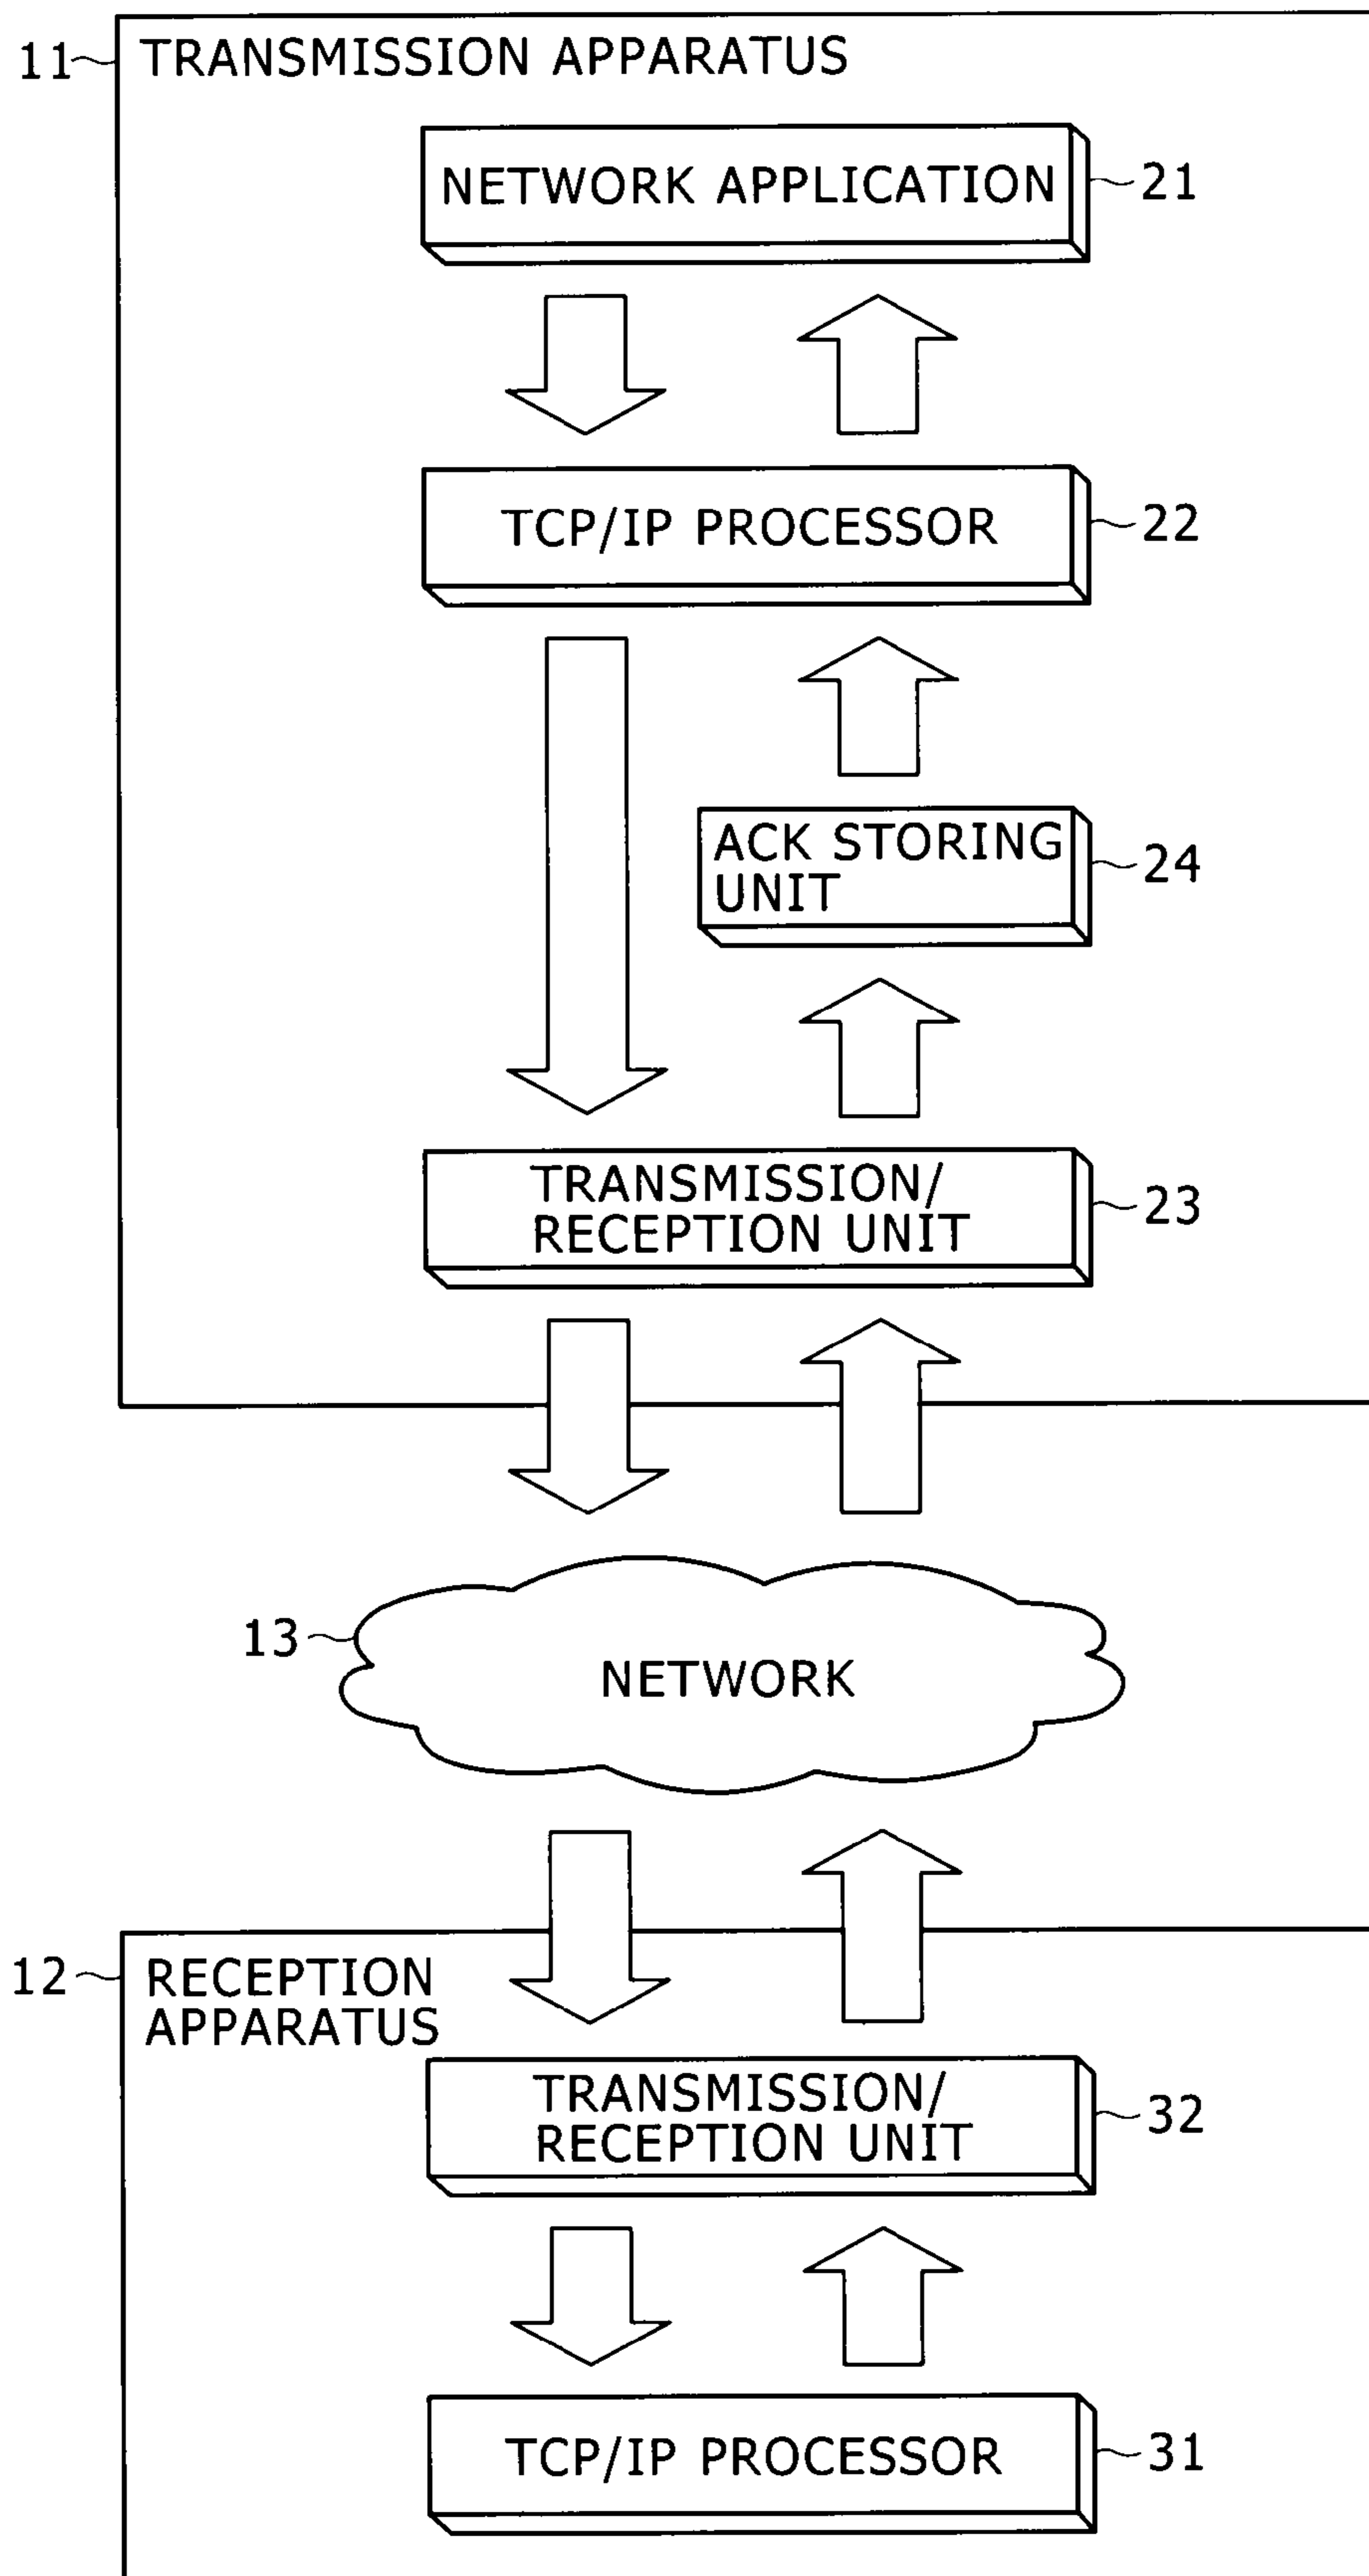 11
TRANSMISSION APPARATUS
NETWORK APPLICATION
21
TCP/IP PROCESSOR
22
ACK STORING
UNIT
24
TRANSMISSION/
RECEPTION UNIT
23
13
NETWORK
12
RECEPTION
APPARATUS
TRANSMISSION/
RECEPTION UNIT
32
TCP/IP PROCESSOR
31